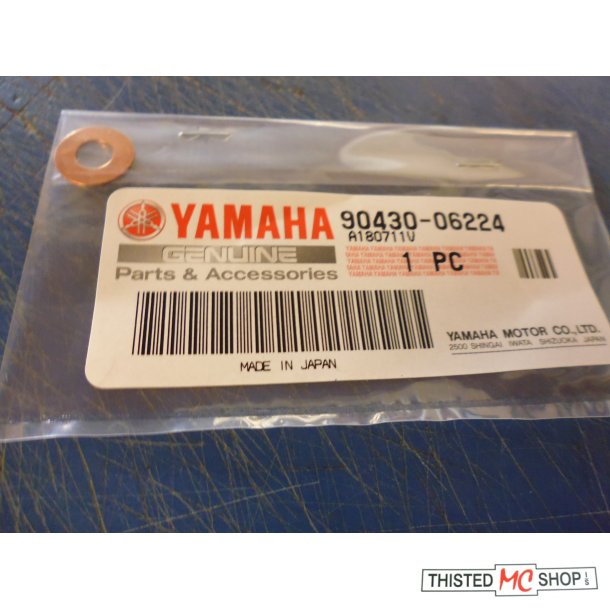 YAMAHA 90430-06224
A180711V
GENUINE
Parts & Accessories
1 PC
YAMAHA MOTOR CO.,LTD.
2500 SHINGAI IWATA SHIZUOKA JAPAN
MADE IN JAPAN
THISTED MC SHOP I/S